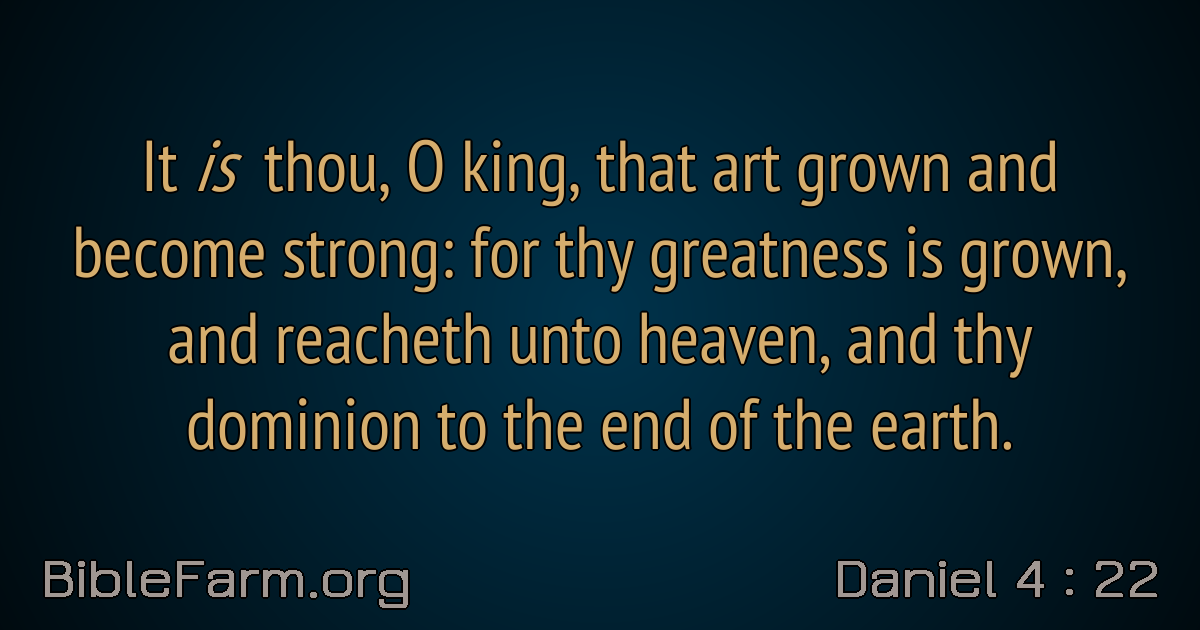 It is thou, O king, that art grown and
become strong: for thy greatness is grown,
and reacheth unto heaven, and thy
dominion to the end of the earth.
BibleFarm.org
Daniel 4 : 22